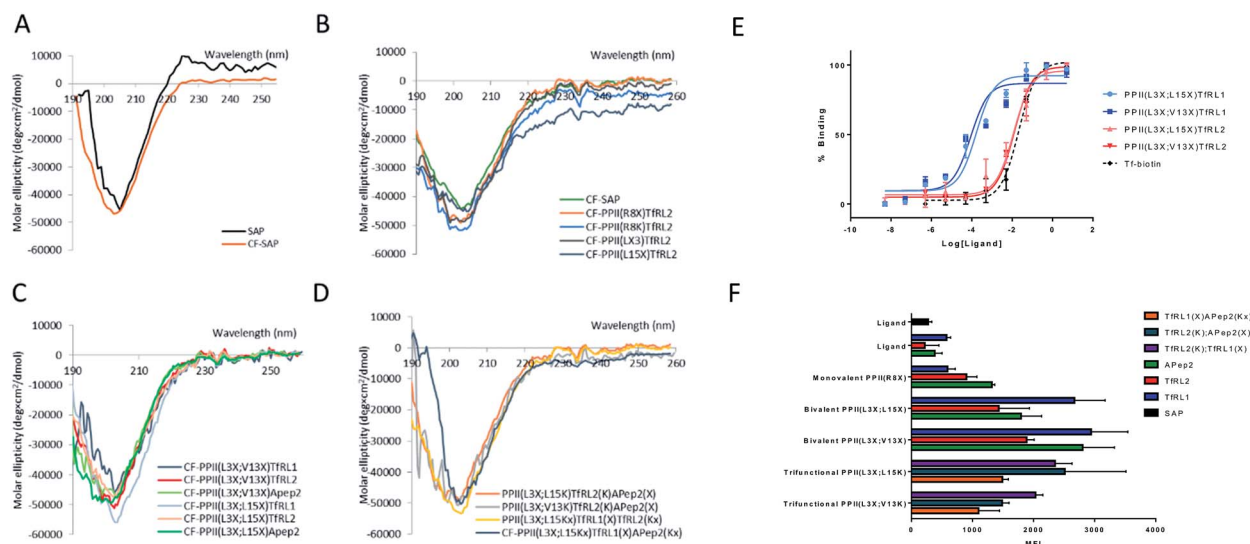 A
Wavelength (nm)
10000
0
-10000
-20000
-30000
-40000
-50000
-60000
190 205 220 235 250
Molar ellipticity (deg×cm²/dmol)
SAP
CF-SAP
B
Wavelength (nm)
10000
0
-10000
-20000
-30000
-40000
-50000
-60000
190 200 210 220 230 240 250 260
Molar ellipticity (deg×cm²/dmol)
CF-SAP
CF-PPII(R8X)TfRL2
CF-PPII(R8K)TfRL2
CF-PPII(LX3)TfRL2
CF-PPII(L15X)TfRL2
C
Wavelength (nm)
10000
0
-10000
-20000
-30000
-40000
-50000
-60000
190 200 210 220 230 240 250 260
Molar ellipticity (deg×cm²/dmol)
CF-PPII(L3X;V13X)TfRL1
CF-PPII(L3X;V13X)TfRL2
CF-PPII(L3X;V13X)Apep2
CF-PPII(L3X;L15X)TfRL1
CF-PPII(L3X;L15X)TfRL2
CF-PPII(L3X;L15X)Apep2
D
Wavelength (nm)
10000
0
-10000
-20000
-30000
-40000
-50000
-60000
190 200 210 220 230 240 250 260
Molar ellipticity (deg×cm²/dmol)
PPII(L3X;L15K)TfRL2(K)APep2(X)
PPII(L3X;V13K)TfRL2(K)APep2(X)
PPII(L3X;L15Kx)TfRL1(X)TfRL2(Kx)
CF-PPII(L3X;L15Kx)TfRL1(X)APep2(Kx)
E
100
50
0
% Binding
-10 -8 -6 -4 -2 0 2
Log[Ligand]
PPII(L3X;L15X)TfRL1
PPII(L3X;V13X)TfRL1
PPII(L3X;L15X)TfRL2
PPII(L3X;V13X)TfRL2
Tf-biotin
F
Ligand
Ligand
Monovalent PPII(R8X)
Bivalent PPII(L3X;L15X)
Bivalent PPII(L3X;V13X)
Trifunctional PPII(L3X;L15K)
Trifunctional PPII(L3X;V13K)
0 1000 2000 3000 4000
MFI
TfRL1(X)APep2(Kx)
TfRL2(K);APep2(X)
TfRL2(K);TfRL1(X)
APep2
TfRL2
TfRL1
SAP